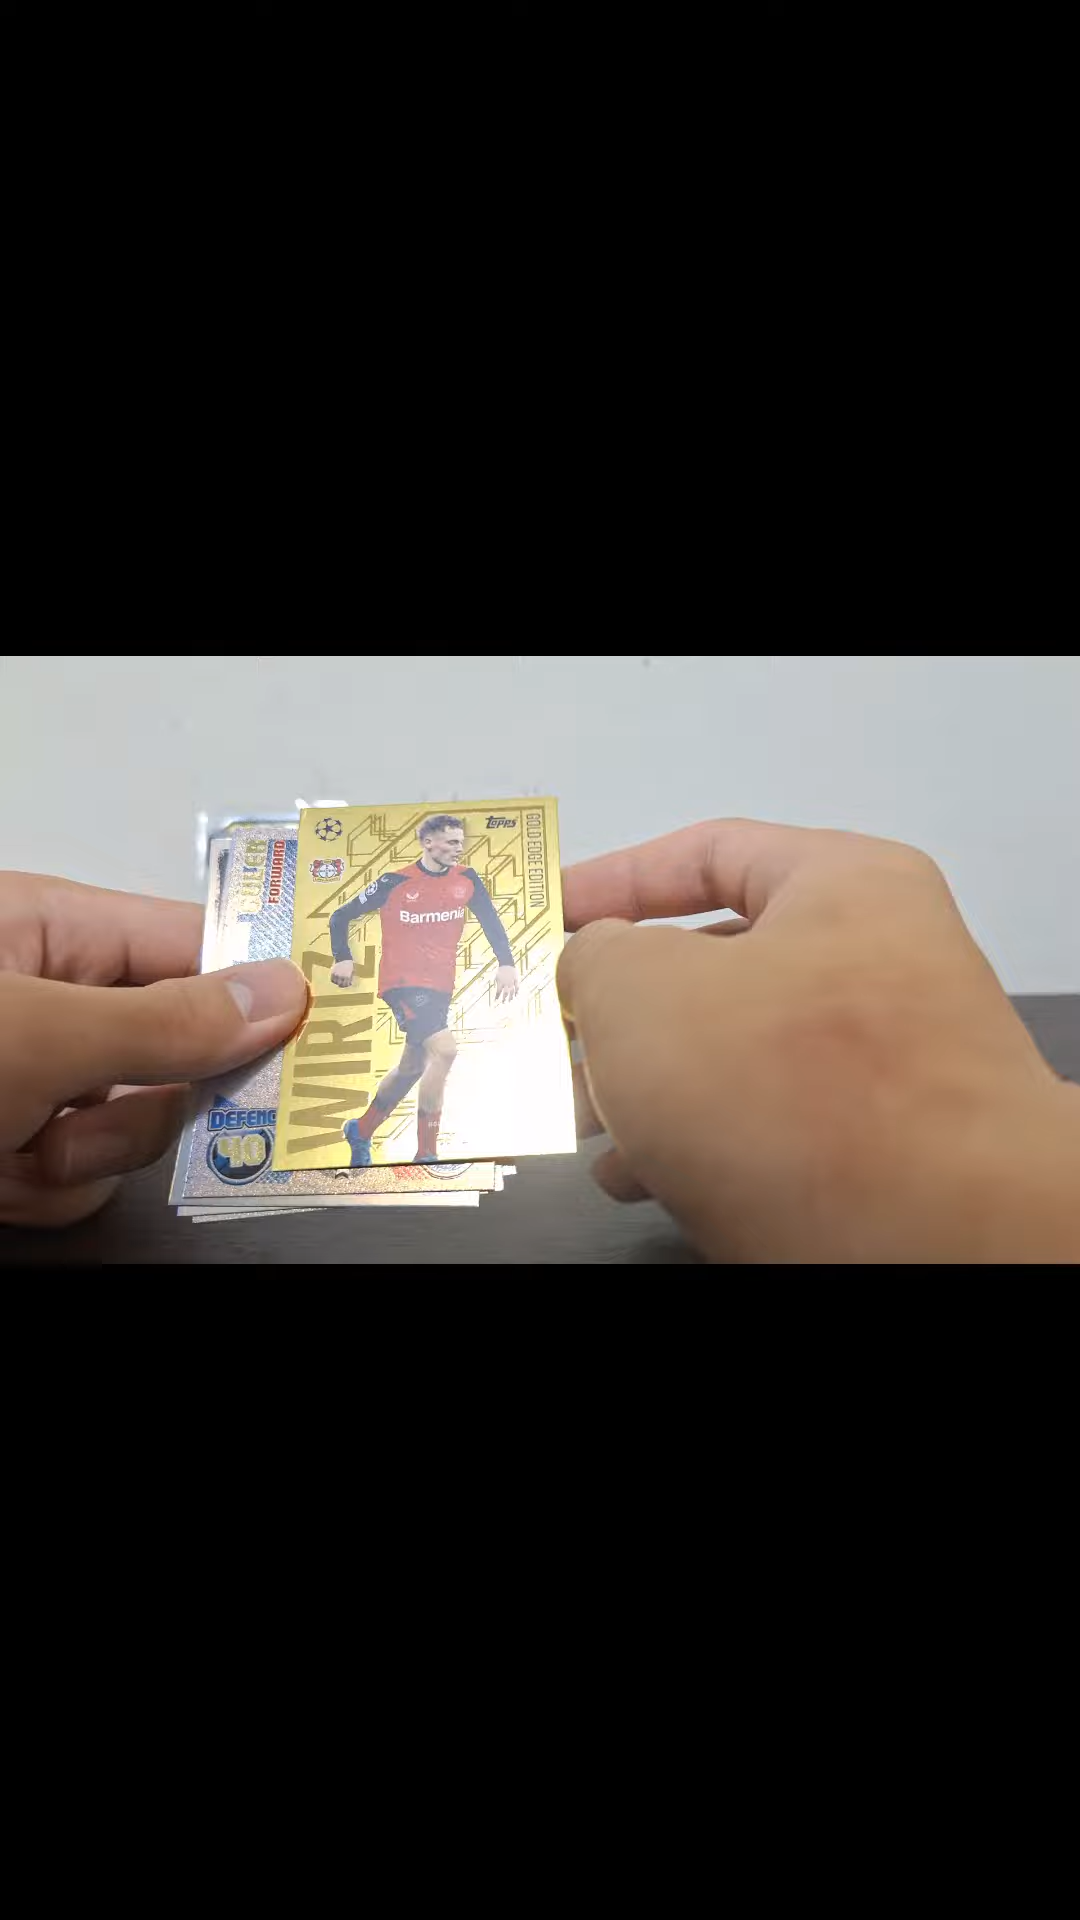 GÜLER
FORWARD
topps
GOLD EDGE EDITION
Barmenia
WIRTZ
DEFENC
40